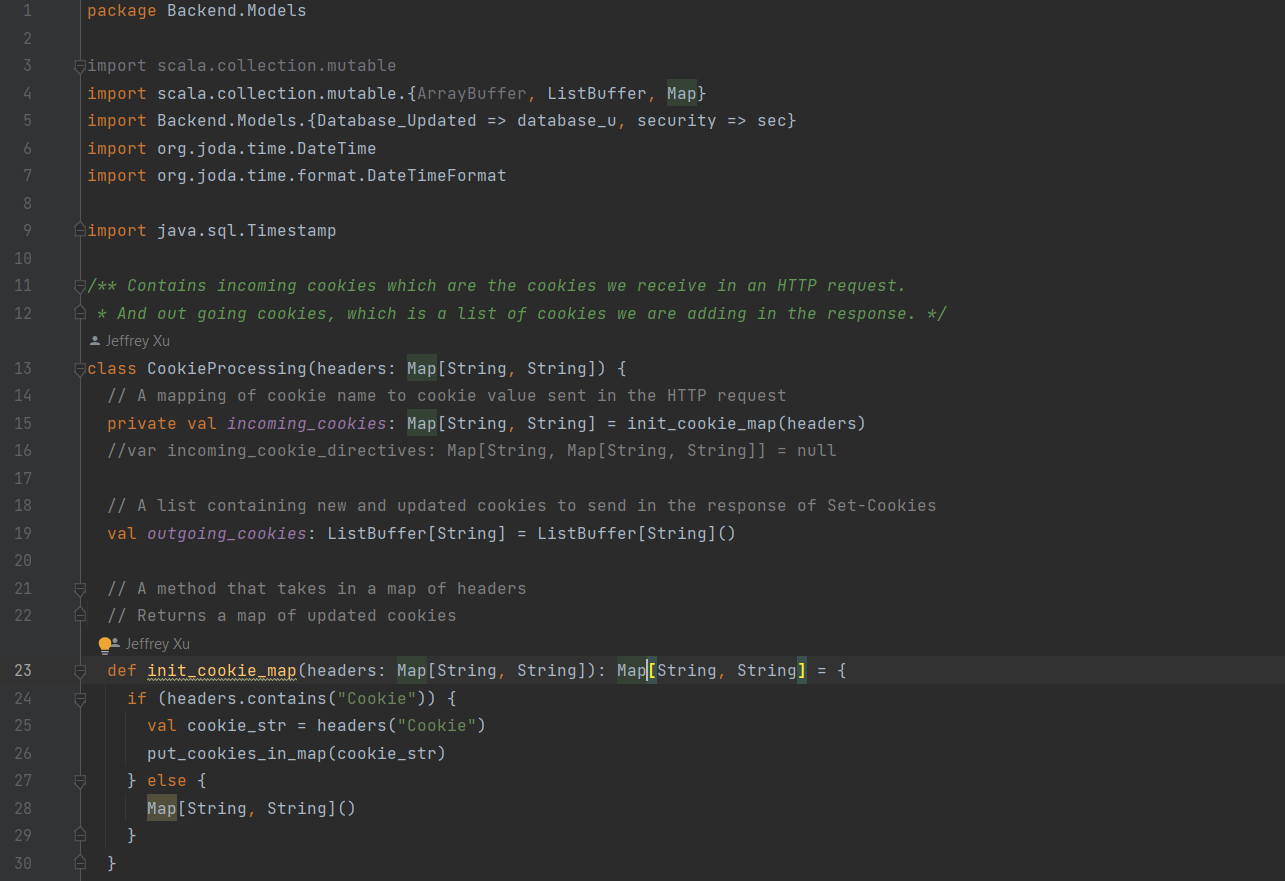 1 package Backend.Models
2
3 import scala.collection.mutable
4 import scala.collection.mutable.{ArrayBuffer, ListBuffer, Map}
5 import Backend.Models.{Database_Updated => database_u, security => sec}
6 import org.joda.time.DateTime
7 import org.joda.time.format.DateTimeFormat
8
9 import java.sql.Timestamp
10
11 /** Contains incoming cookies which are the cookies we receive in an HTTP request.
12  * And out going cookies, which is a list of cookies we are adding in the response. */
Jeffrey Xu
13 class CookieProcessing(headers: Map[String, String]) {
14   // A mapping of cookie name to cookie value sent in the HTTP request
15   private val incoming_cookies: Map[String, String] = init_cookie_map(headers)
16   //var incoming_cookie_directives: Map[String, Map[String, String]] = null
17
18   // A list containing new and updated cookies to send in the response of Set-Cookies
19   val outgoing_cookies: ListBuffer[String] = ListBuffer[String]()
20
21   // A method that takes in a map of headers
22   // Returns a map of updated cookies
Jeffrey Xu
23   def init_cookie_map(headers: Map[String, String]): Map[String, String] = {
24     if (headers.contains("Cookie")) {
25       val cookie_str = headers("Cookie")
26       put_cookies_in_map(cookie_str)
27     } else {
28       Map[String, String]()
29     }
30   }